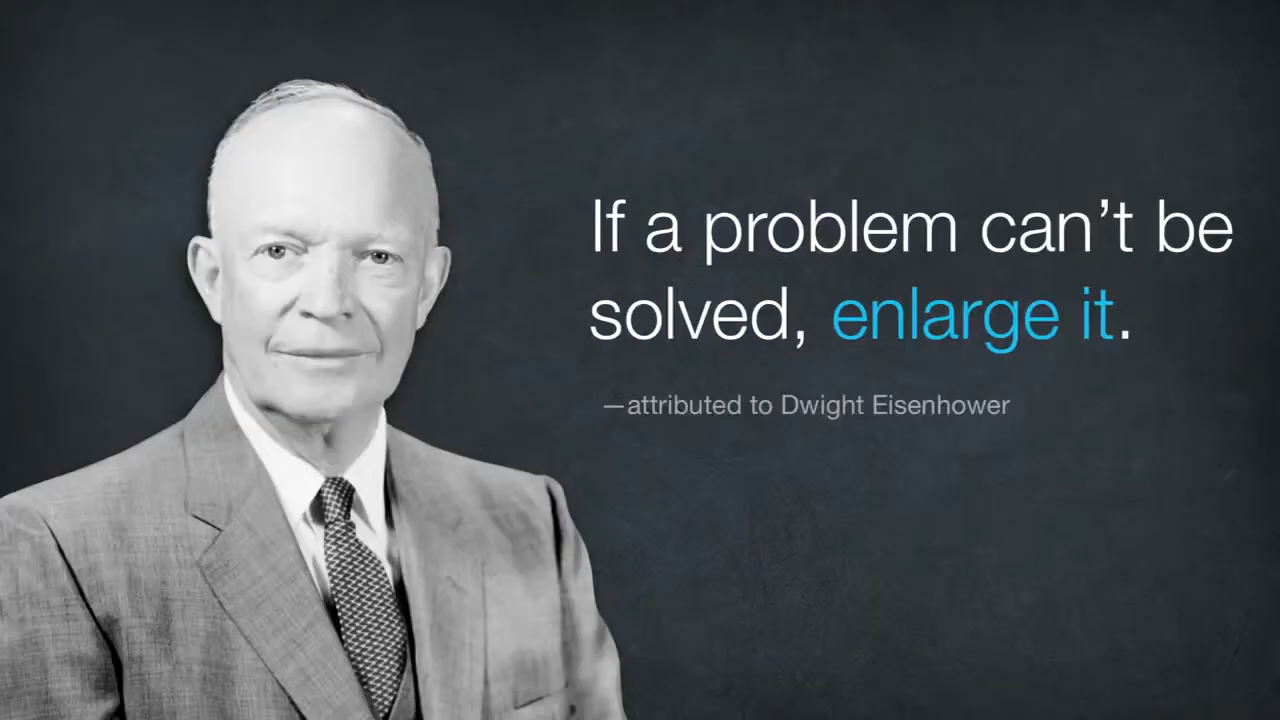 If a problem can’t be
solved, enlarge it.
—attributed to Dwight Eisenhower